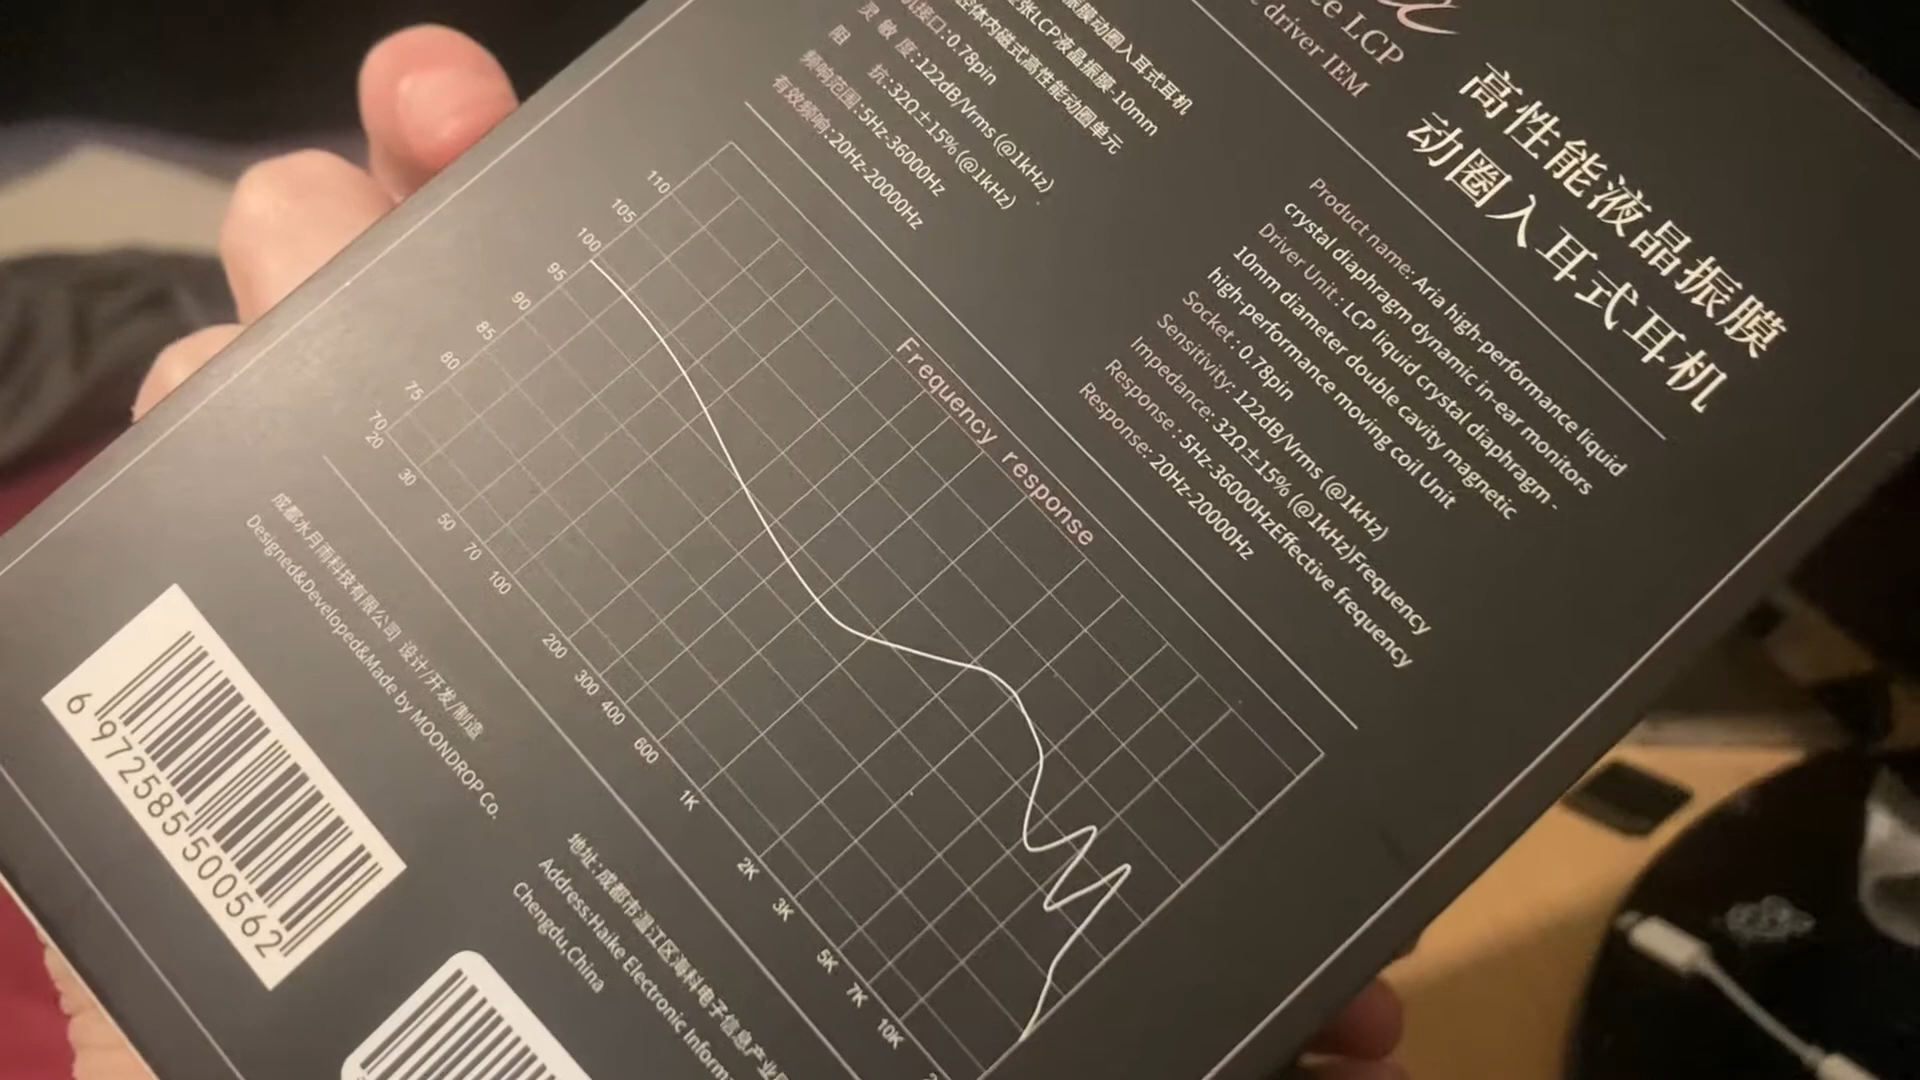 ce LCP
driver IEM
高性能液晶振膜
动圈入耳式耳机
振膜动圈入耳式耳机
张LCP液晶振膜-10mm
腔体内磁式高性能动圈单元
机接口:0.78pin
灵 敏 度:122dB/Vrms (@1kHz)
阻 抗:32Ω±15% (@1kHz)
频响范围:5Hz-36000Hz
有效频响:20Hz-20000Hz
Product name: Aria high-performance liquid
crystal diaphragm dynamic in-ear monitors
Driver Unit : LCP liquid crystal diaphragm -
10mm diameter double cavity magnetic
high-performance moving coil Unit
Socket : 0.78pin
Sensitivity: 122dB/Vrms (@1kHz)
Impedance: 32Ω±15% (@1kHz)Frequency
Response : 5Hz-36000HzEffective frequency
Response: 20Hz-20000Hz
Frequency response
110
105
100
95
90
85
80
75
70
20
30
50
70
100
200
300
400
600
1K
2K
3K
5K
7K
10K
成都水月雨科技有限公司 设计/开发/制造
Designed&Developed&Made by MOONDROP Co.
6 972585 500562
地址:成都市温江区海科电子信息产业
Address:Haike Electronic Inform
Chengdu,China